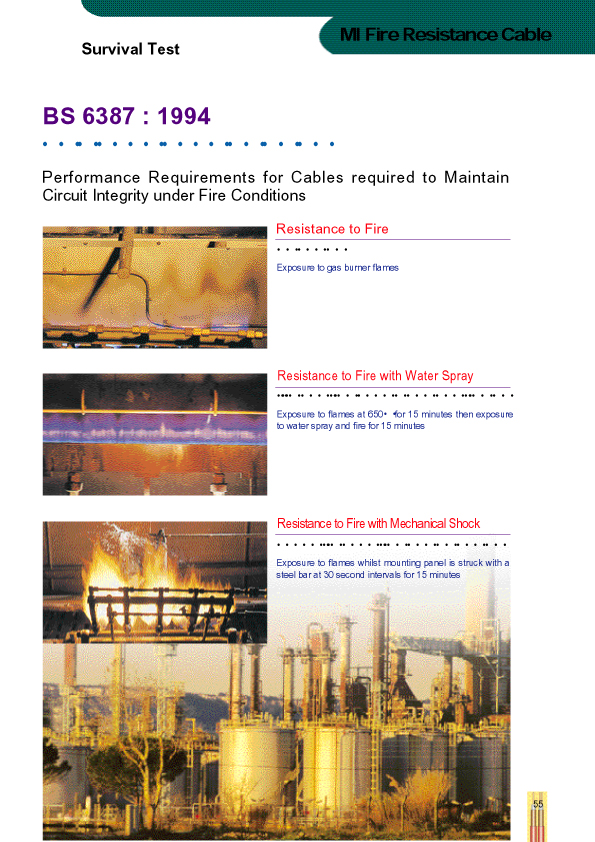 MI Fire Resistance Cable
Survival Test
BS 6387 : 1994
Performance Requirements for Cables required to Maintain
Circuit Integrity under Fire Conditions
Resistance to Fire
Exposure to gas burner flames
Resistance to Fire with Water Spray
Exposure to flames at 650• •for 15 minutes then exposure
to water spray and fire for 15 minutes
Resistance to Fire with Mechanical Shock
Exposure to flames whilst mounting panel is struck with a
steel bar at 30 second intervals for 15 minutes
55